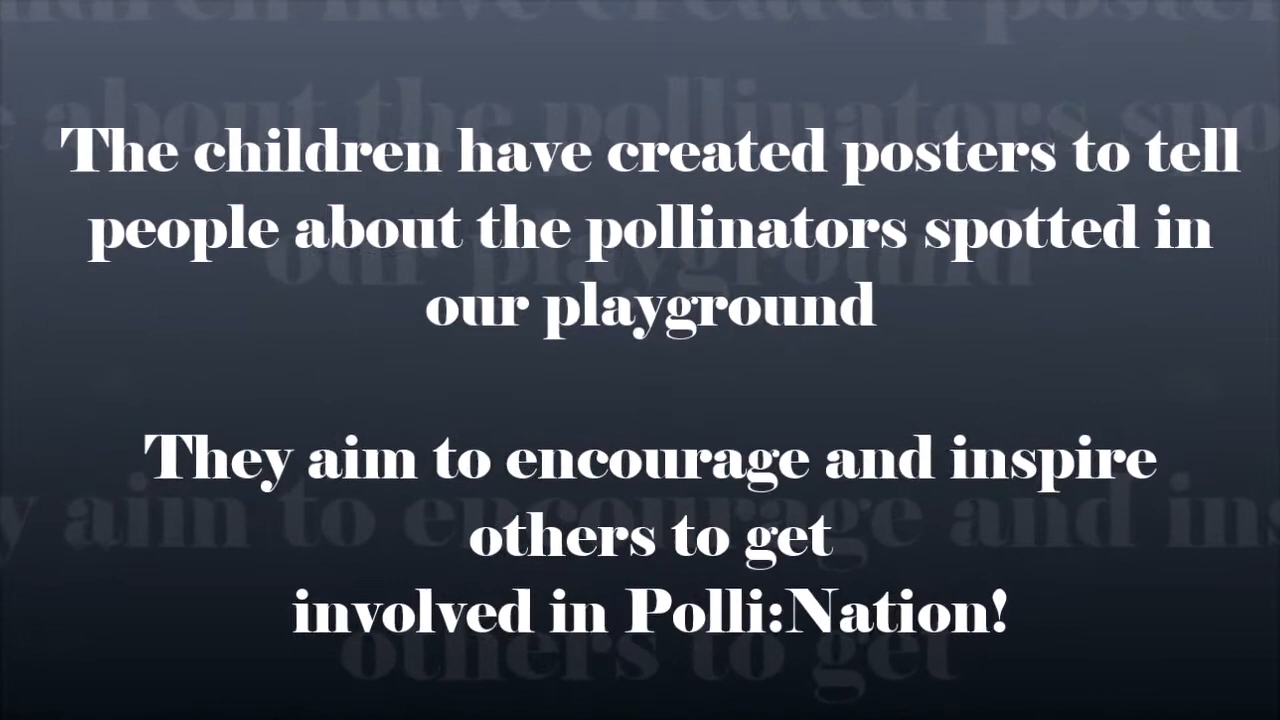 The children have created posters to tell
people about the pollinators spotted in
our playground
They aim to encourage and inspire
others to get
involved in Polli:Nation!